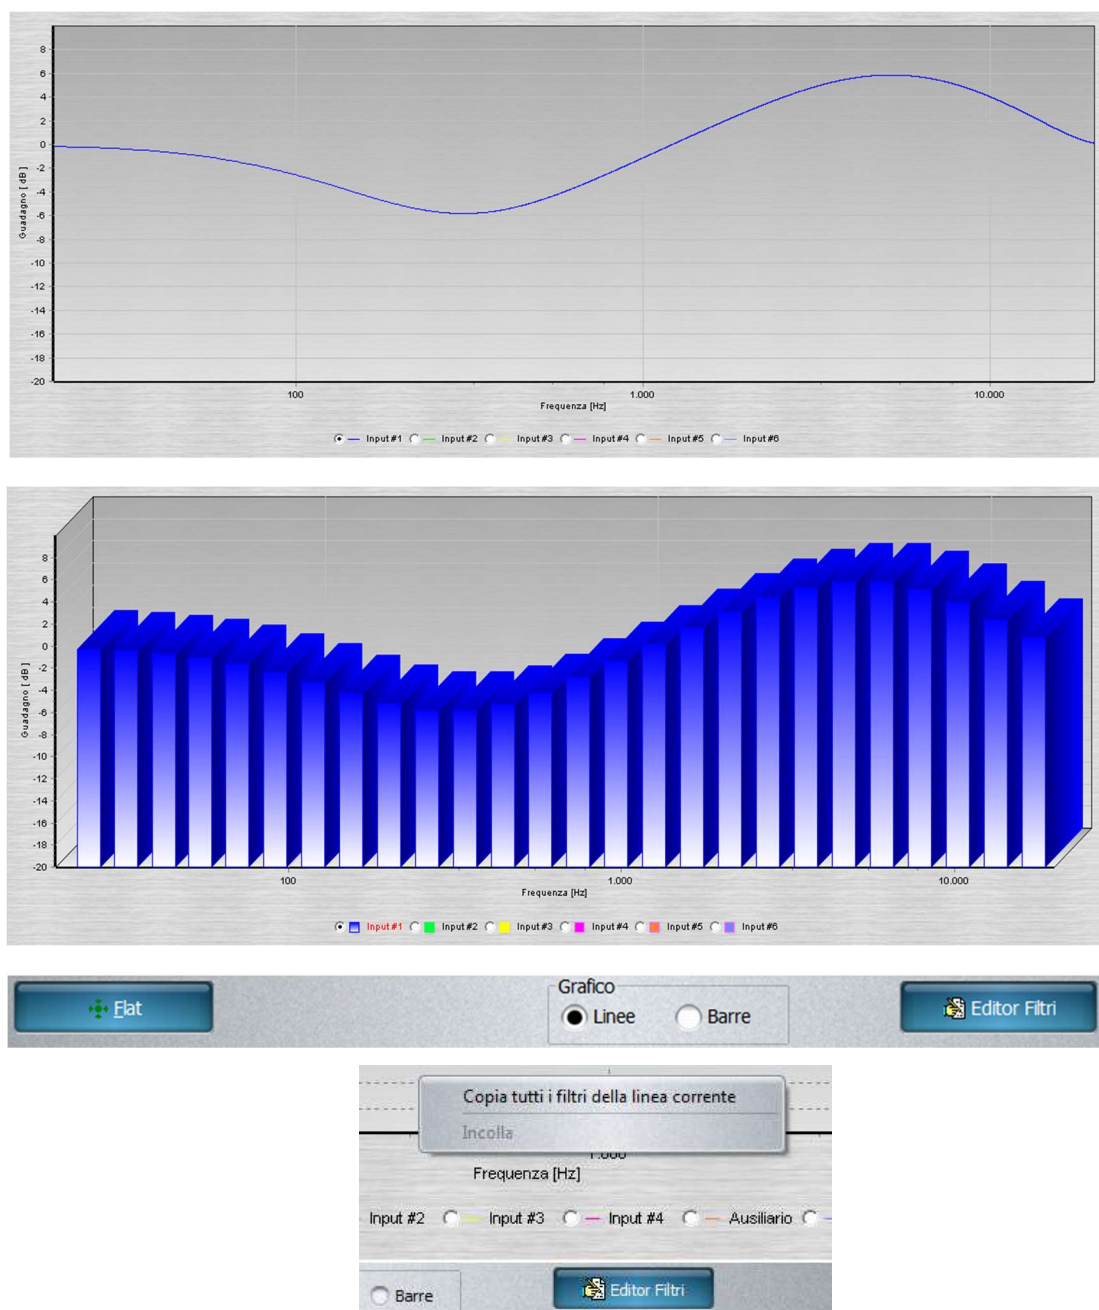 8
6
4
2
0
-2
-4
-6
-8
-10
-12
-14
-16
-18
-20
Guadagno [ dB ]
100 1.000 10.000
Frequenza [Hz]
Input #1 Input #2 Input #3 Input #4 Input #5 Input #6
8
6
4
2
0
-2
-4
-6
-8
-10
-12
-14
-16
-18
-20
Guadagno [ dB ]
100 1.000 10.000
Frequenza [Hz]
Input #1 Input #2 Input #3 Input #4 Input #5 Input #6
Flat
Grafico
Linee Barre
Editor Filtri
Copia tutti i filtri della linea corrente
Incolla
1.000
Frequenza [Hz]
Input #2 Input #3 Input #4 Ausiliario
Barre
Editor Filtri